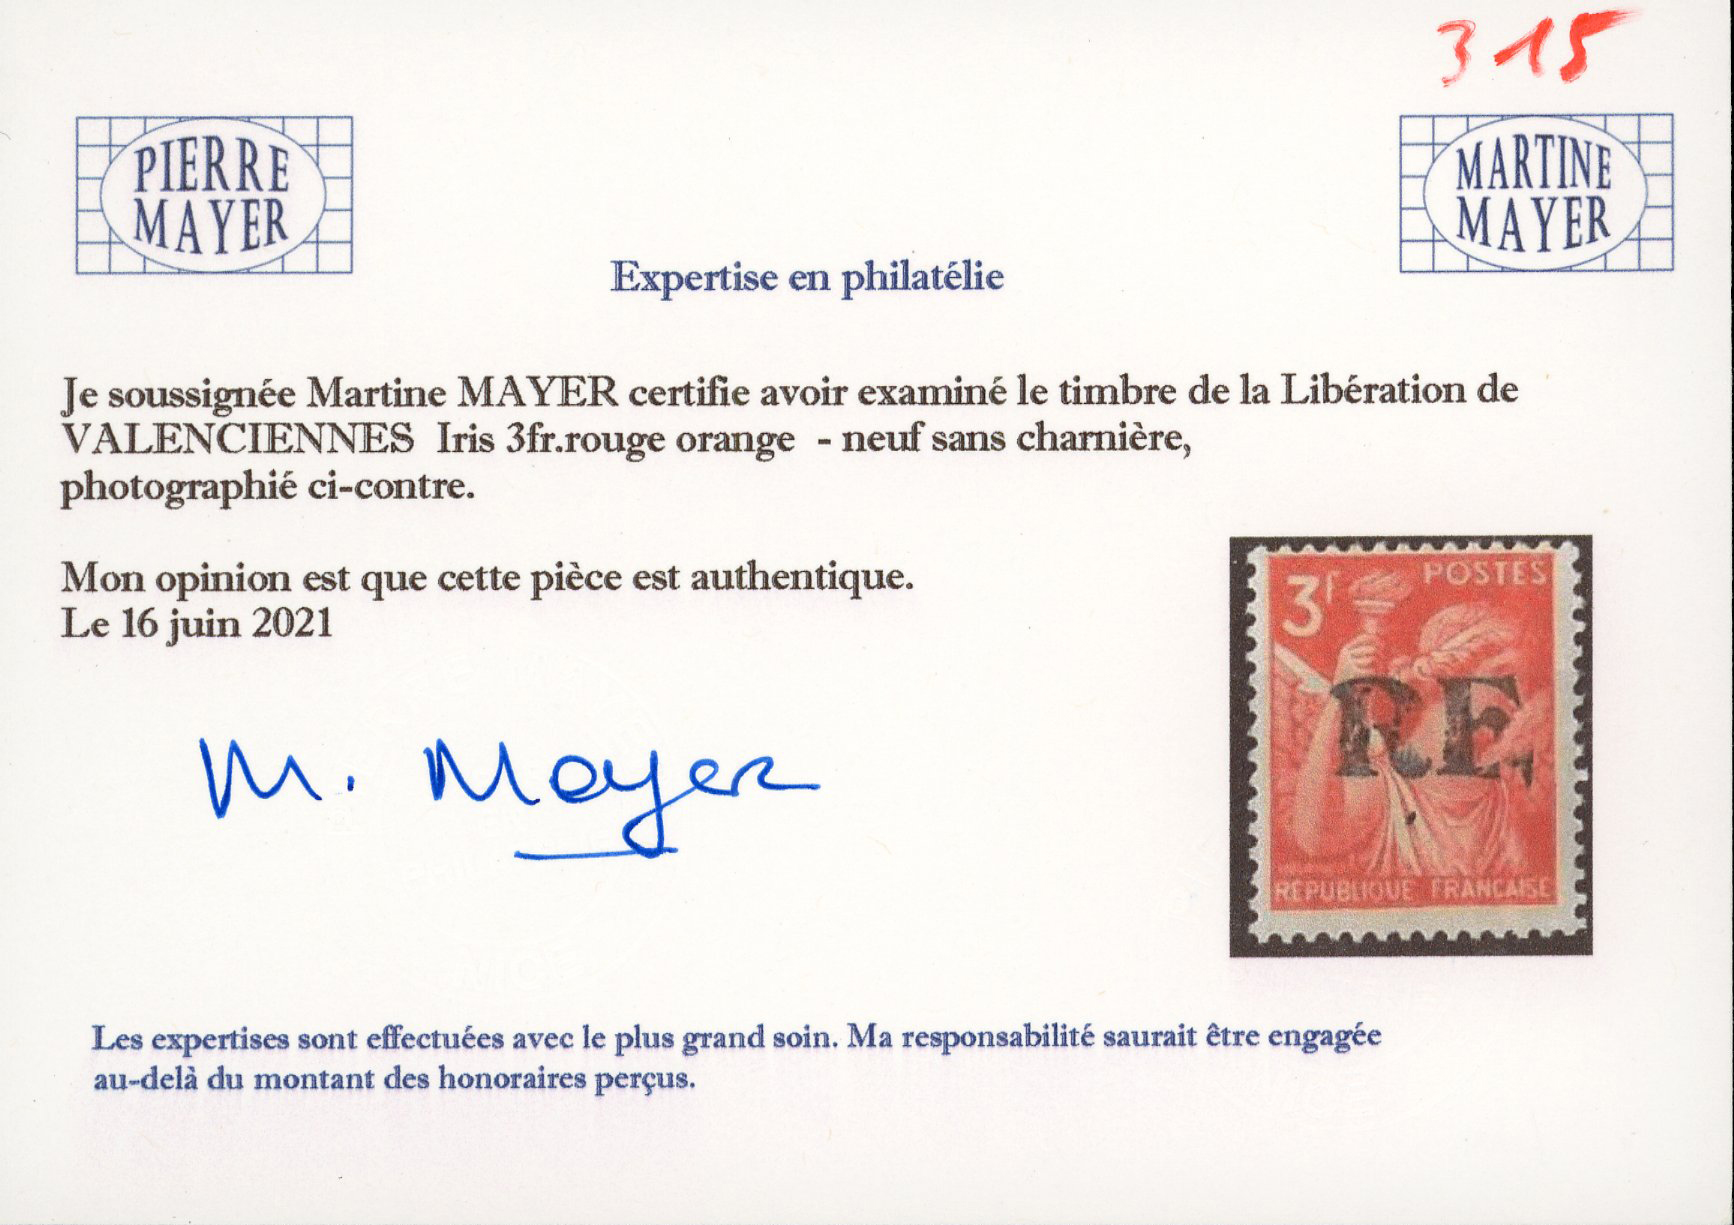 3 15
PIERRE
MAYER
MARTINE
MAYER
Expertise en philatélie
Je soussignée Martine MAYER certifie avoir examiné le timbre de la Libération de
VALENCIENNES Iris 3fr.rouge orange - neuf sans charnière,
photographié ci-contre.
Mon opinion est que cette pièce est authentique.
Le 16 juin 2021
M. Mayer
3f POSTES
RE
REPUBLIQUE FRANCAISE
Les expertises sont effectuées avec le plus grand soin. Ma responsabilité saurait être engagée
au-delà du montant des honoraires perçus.